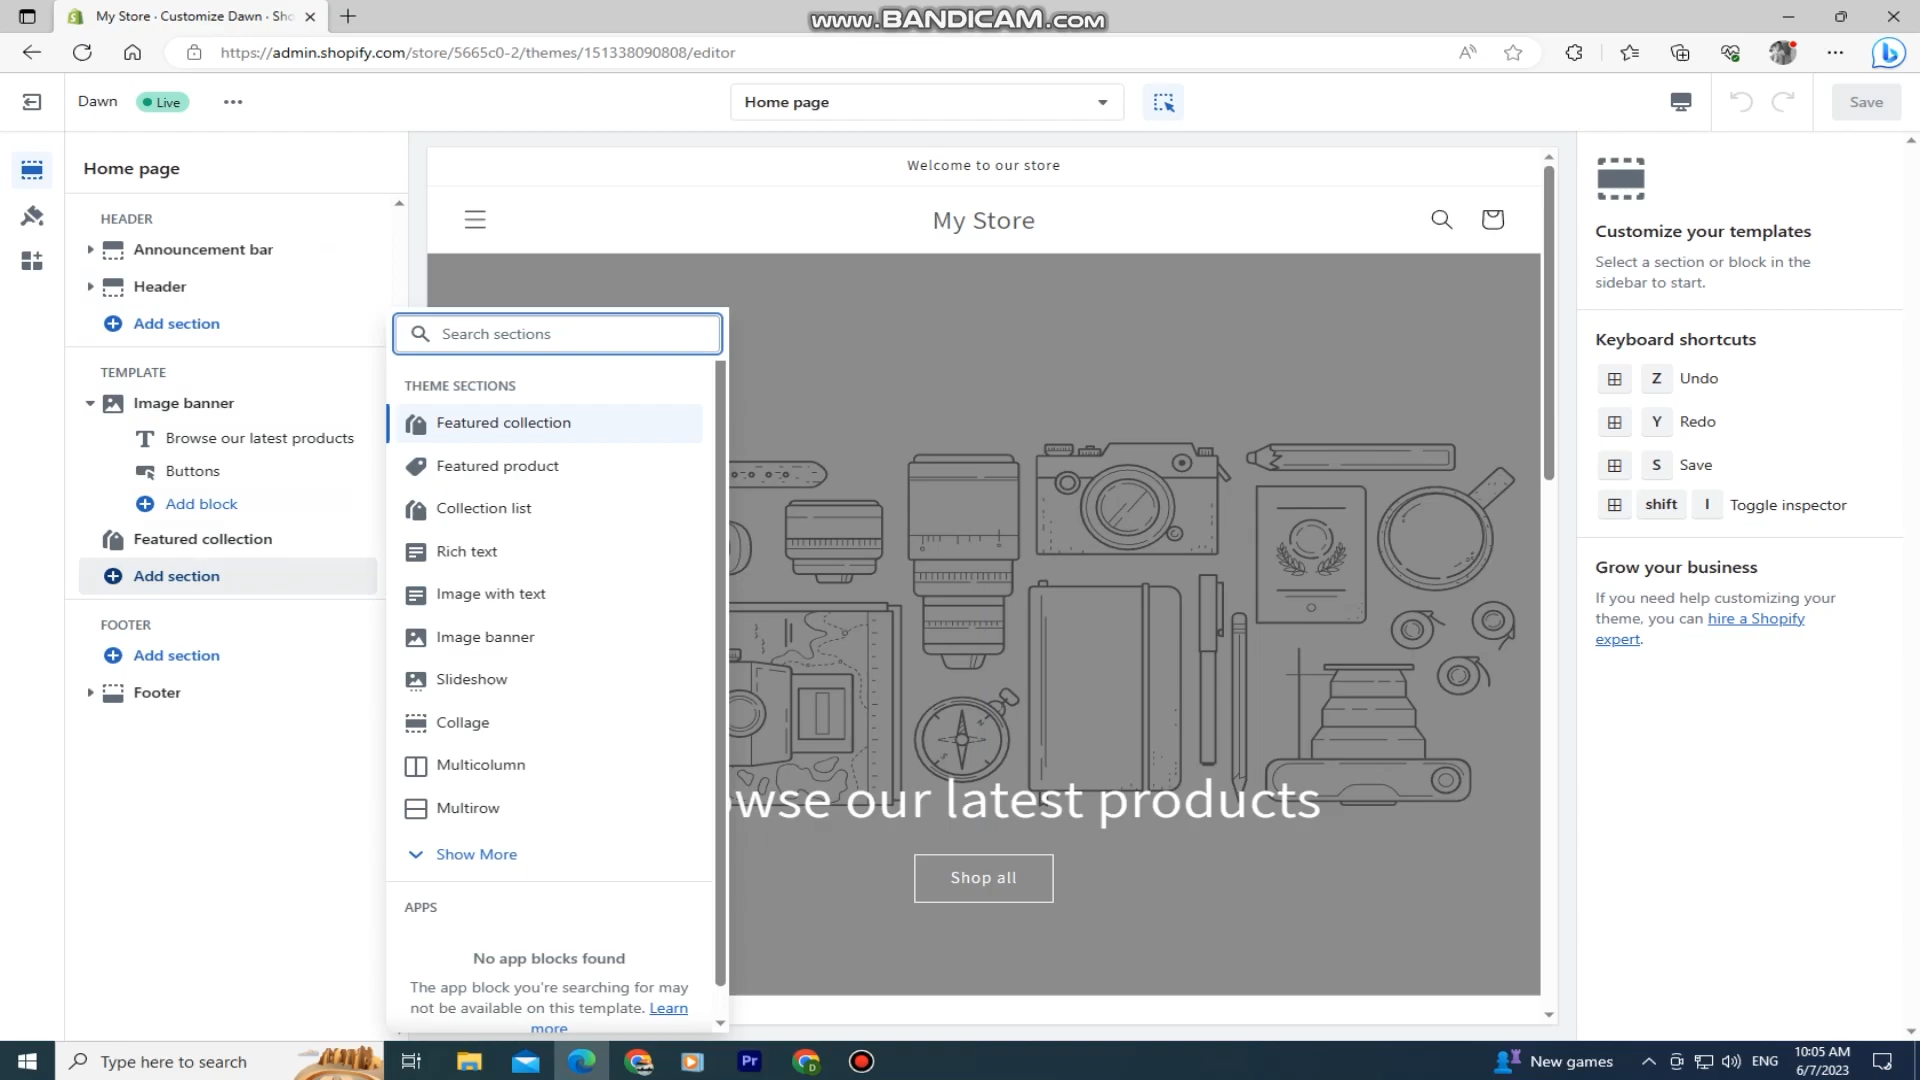 My Store · Customize Dawn · Sho
www.BANDICAM.com
https://admin.shopify.com/store/5665c0-2/themes/151338090808/editor
Dawn
Live
Home page
Save
Home page
HEADER
Announcement bar
Header
Add section
TEMPLATE
Image banner
Browse our latest products
Buttons
Add block
Featured collection
Add section
FOOTER
Add section
Footer
Search sections
THEME SECTIONS
Featured collection
Featured product
Collection list
Rich text
Image with text
Image banner
Slideshow
Collage
Multicolumn
Multirow
Show More
APPS
No app blocks found
The app block you're searching for may
not be available on this template. Learn
more
Welcome to our store
My Store
owse our latest products
Shop all
Customize your templates
Select a section or block in the
sidebar to start.
Keyboard shortcuts
Z Undo
Y Redo
S Save
shift I Toggle inspector
Grow your business
If you need help customizing your
theme, you can hire a Shopify
expert.
Type here to search
Pr
D
New games
ENG
10:05 AM
6/7/2023